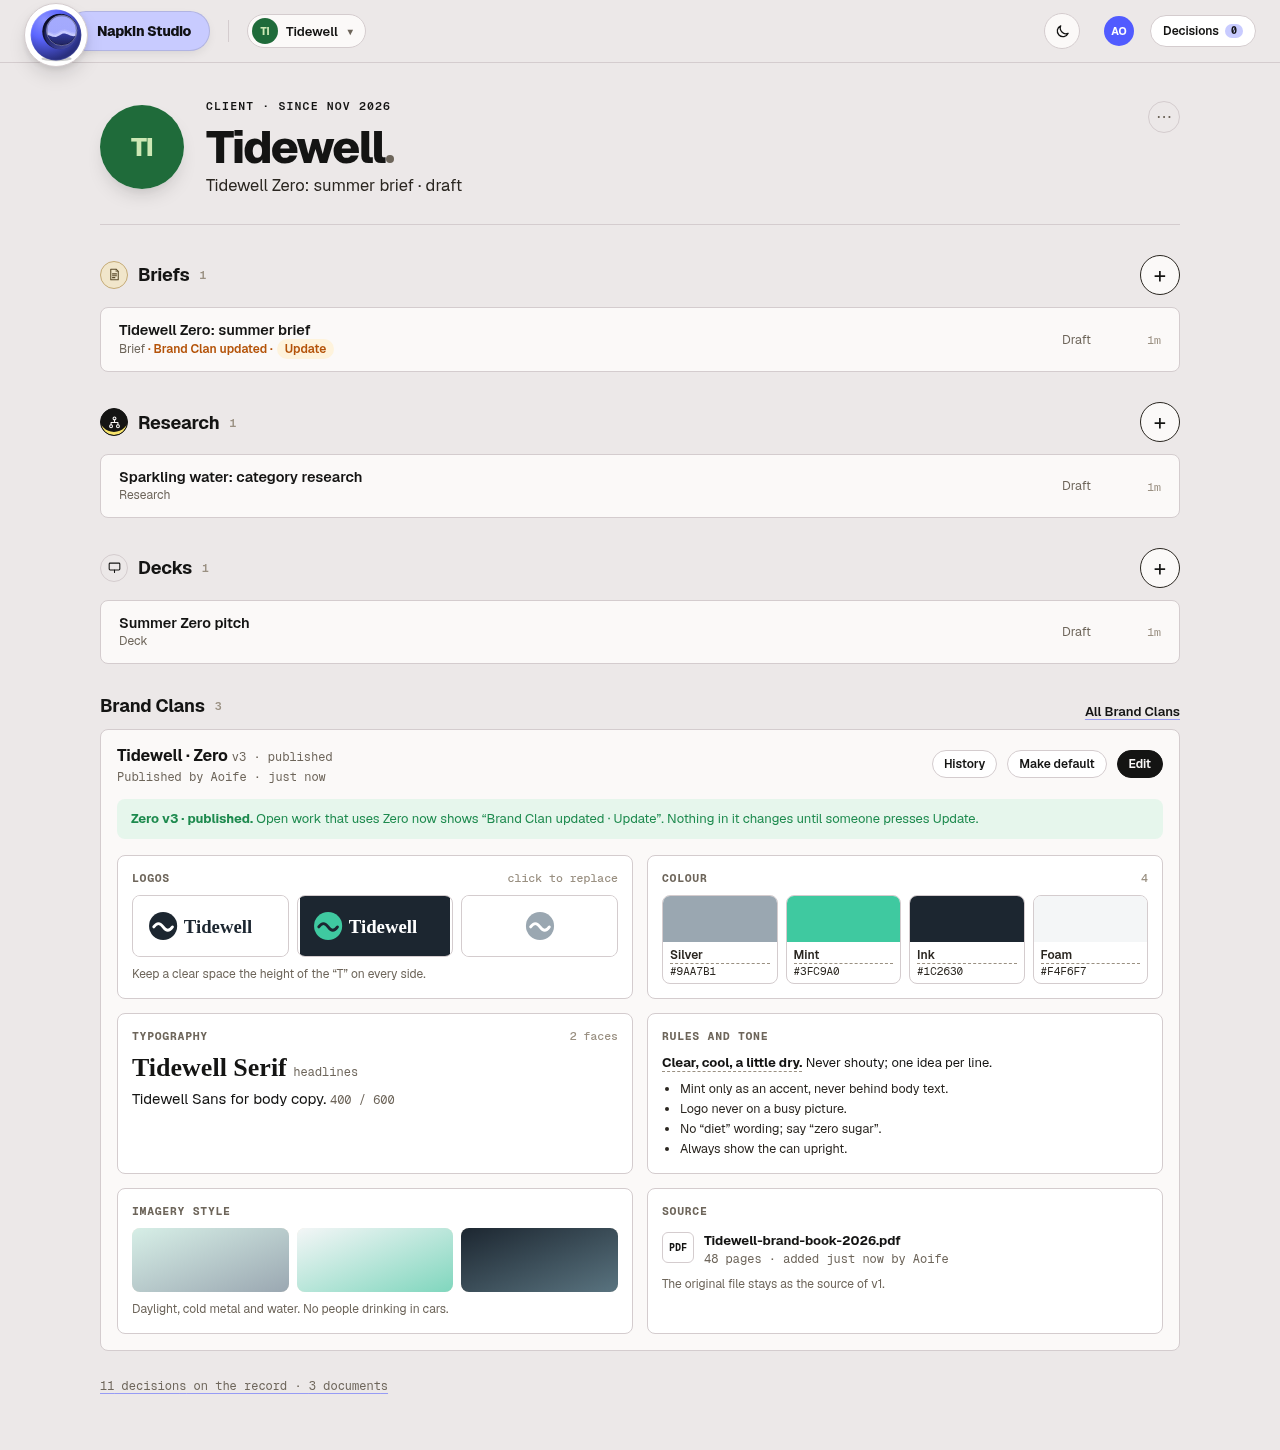 Napkin Studio
TI Tidewell ▾
AO
Decisions 0
TI
CLIENT · SINCE NOV 2026
Tidewell.
Tidewell Zero: summer brief · draft
Briefs 1
Tidewell Zero: summer brief
Brief · Brand Clan updated · Update
Draft 1m
Research 1
Sparkling water: category research
Research
Draft 1m
Decks 1
Summer Zero pitch
Deck
Draft 1m
Brand Clans 3
All Brand Clans
Tidewell · Zero v3 · published
Published by Aoife · just now
History
Make default
Edit
Zero v3 · published. Open work that uses Zero now shows “Brand Clan updated · Update”. Nothing in it changes until someone presses Update.
LOGOS
click to replace
Tidewell
Tidewell
Keep a clear space the height of the “T” on every side.
COLOUR
4
Silver
#9AA7B1
Mint
#3FC9A0
Ink
#1C2630
Foam
#F4F6F7
TYPOGRAPHY
2 faces
Tidewell Serif headlines
Tidewell Sans for body copy. 400 / 600
RULES AND TONE
Clear, cool, a little dry. Never shouty; one idea per line.
• Mint only as an accent, never behind body text.
• Logo never on a busy picture.
• No “diet” wording; say “zero sugar”.
• Always show the can upright.
IMAGERY STYLE
Daylight, cold metal and water. No people drinking in cars.
SOURCE
PDF
Tidewell-brand-book-2026.pdf
48 pages · added just now by Aoife
The original file stays as the source of v1.
11 decisions on the record · 3 documents